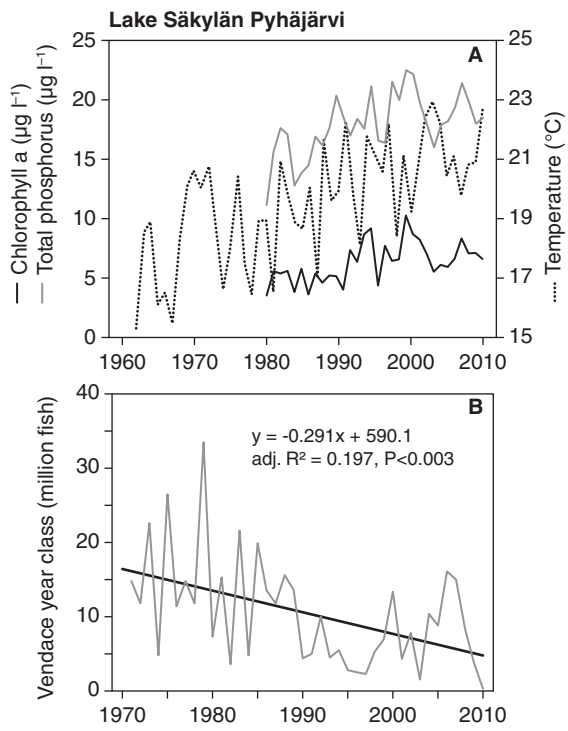 Lake Säkylän Pyhäjärvi
A
Chlorophyll a (µg l⁻¹)
Total phosphorus (µg l⁻¹)
25
20
15
10
5
0
25
23
21
19
17
15
Temperature (°C)
1960 1970 1980 1990 2000 2010
B
y = -0.291x + 590.1
adj. R² = 0.197, P<0.003
Vendace year class (million fish)
40
30
20
10
0
1970 1980 1990 2000 2010